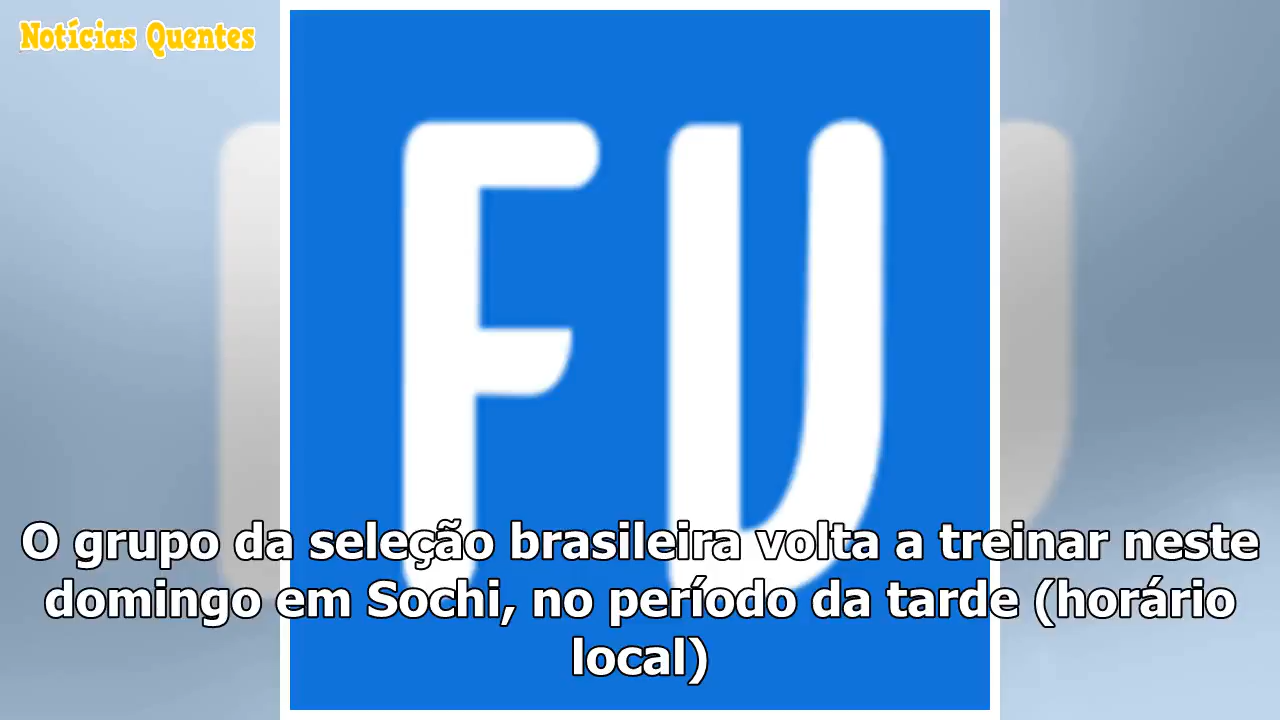 Notícias Quentes
FU
O grupo da seleção brasileira volta a treinar neste
domingo em Sochi, no período da tarde (horário
local)